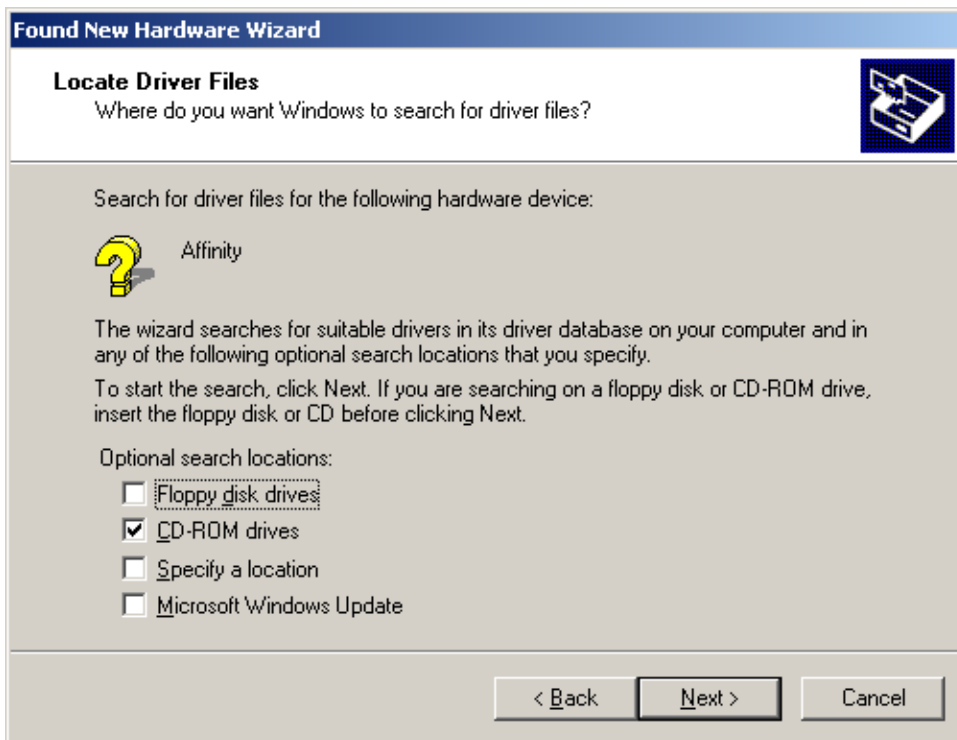 Found New Hardware Wizard
Locate Driver Files
Where do you want Windows to search for driver files?
Search for driver files for the following hardware device:
Affinity
The wizard searches for suitable drivers in its driver database on your computer and in
any of the following optional search locations that you specify.
To start the search, click Next. If you are searching on a floppy disk or CD-ROM drive,
insert the floppy disk or CD before clicking Next.
Optional search locations:
Floppy disk drives
CD-ROM drives
Specify a location
Microsoft Windows Update
< Back
Next >
Cancel